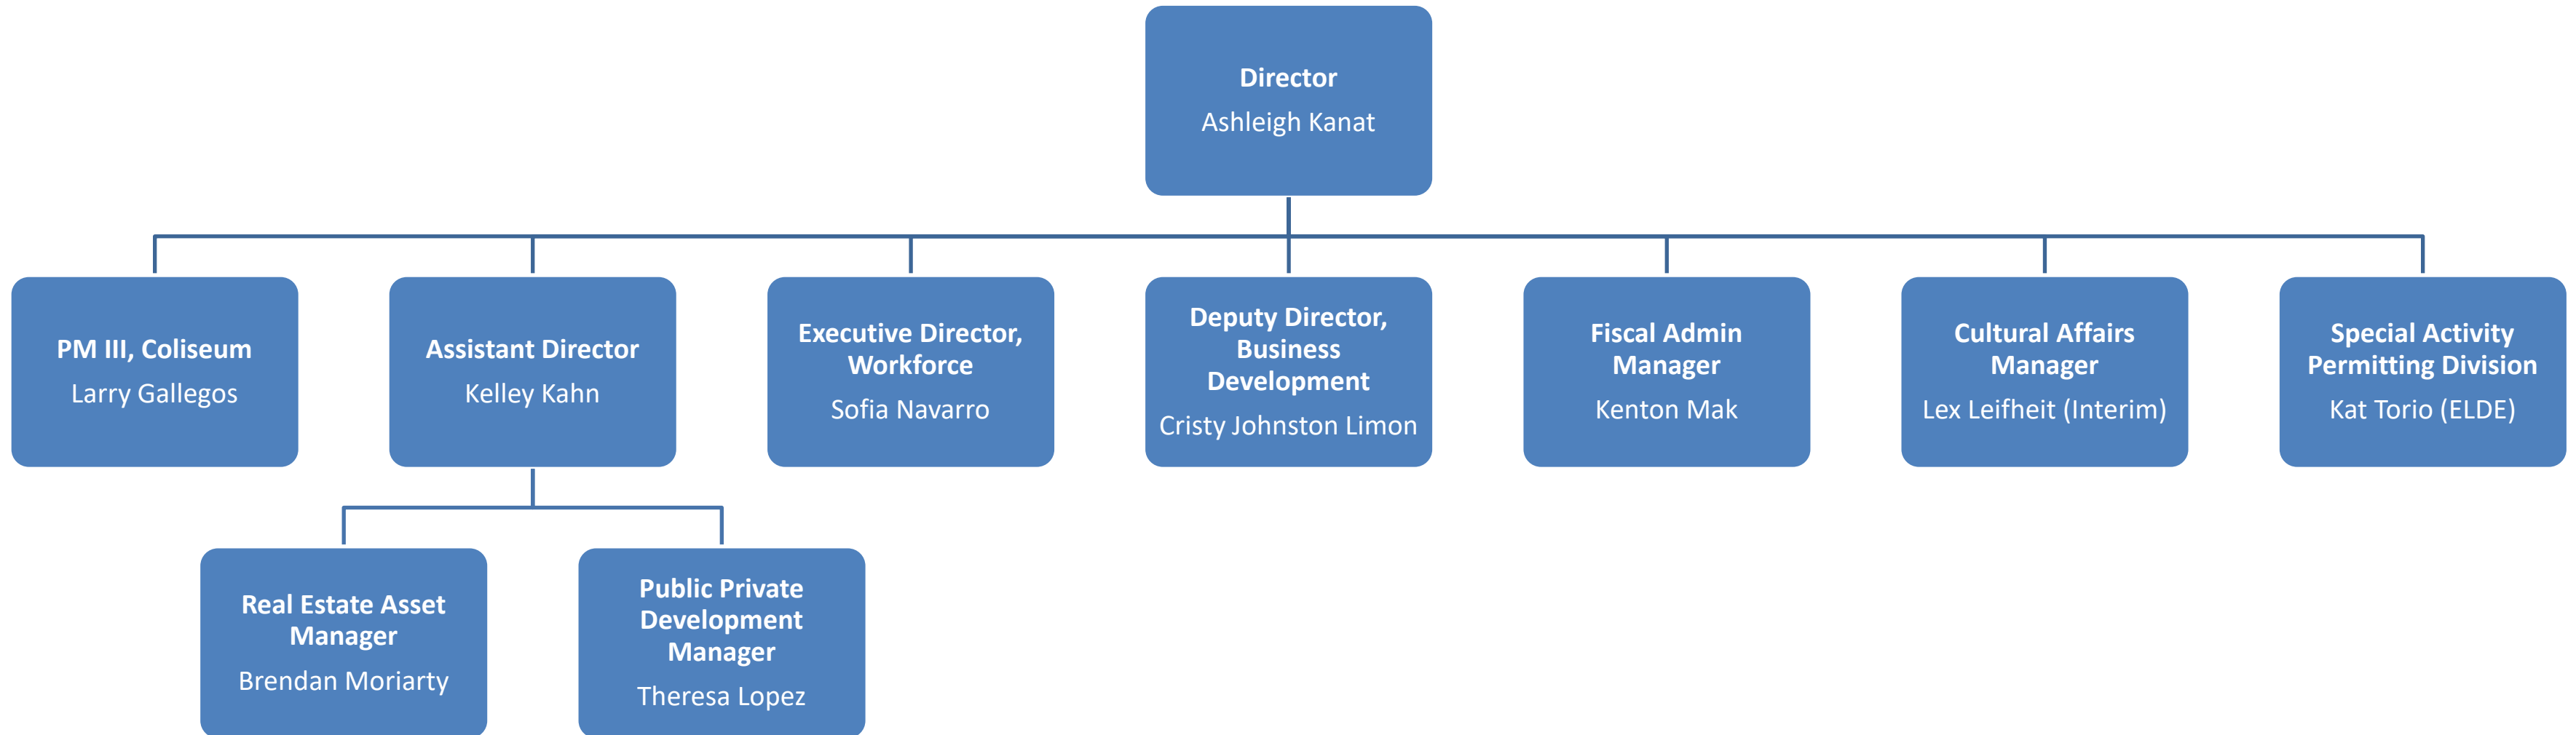 Director
Ashleigh Kanat
PM III, Coliseum
Larry Gallegos
Assistant Director
Kelley Kahn
Executive Director,
Workforce
Sofia Navarro
Deputy Director,
Business
Development
Cristy Johnston Limon
Fiscal Admin
Manager
Kenton Mak
Cultural Affairs
Manager
Lex Leifheit (Interim)
Special Activity
Permitting Division
Kat Torio (ELDE)
Real Estate Asset
Manager
Brendan Moriarty
Public Private
Development
Manager
Theresa Lopez